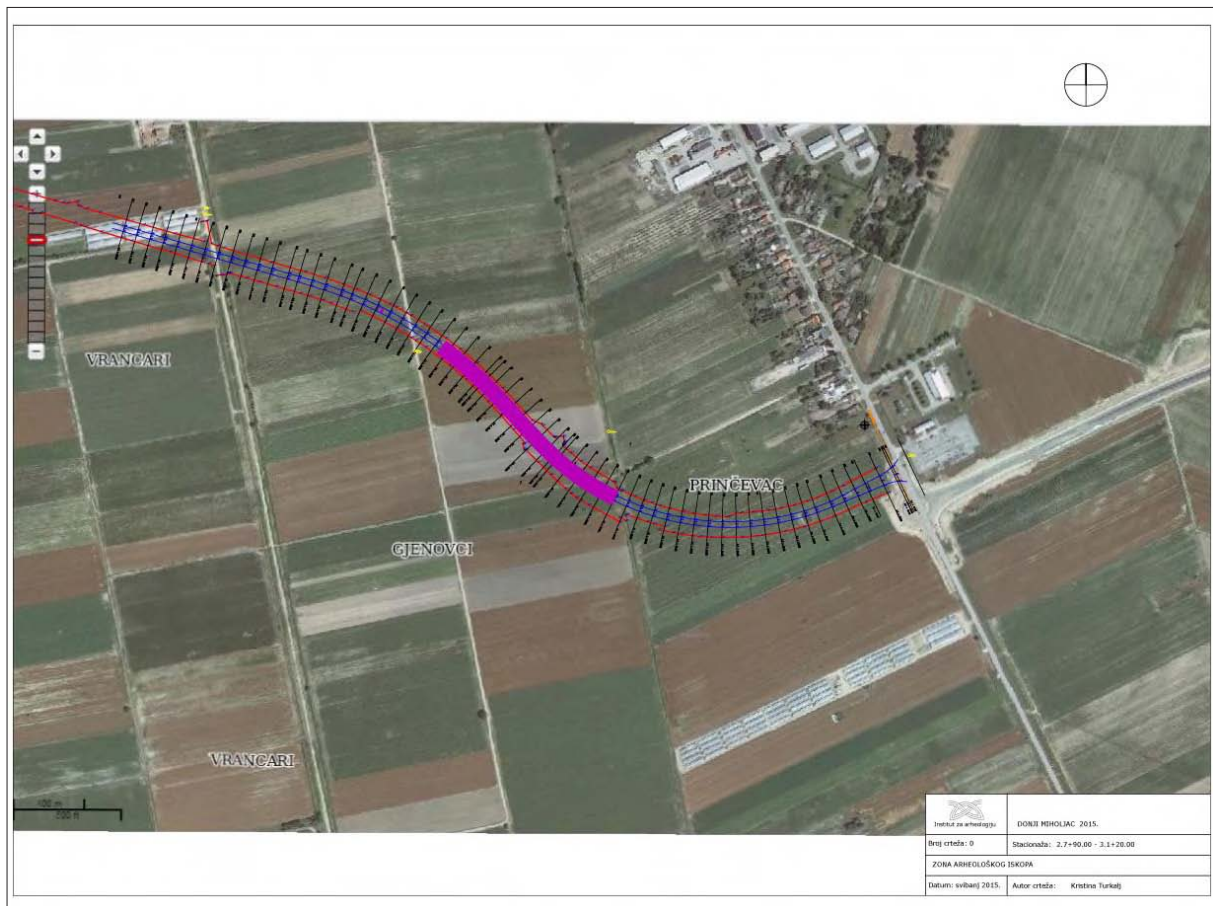 VRANCARI
PRINČEVAC
GJENOVCI
VRANCARI
Institut za arheologiju
DONJI MIHOLJAC 2015.
Broj crteža: 0
Stacionaža: 2.7+90.00 - 3.1+20.00
ZONA ARHEOLOŠKOG ISKOPA
Datum: svibanj 2015.
Autor crteža: Kristina Turkalj